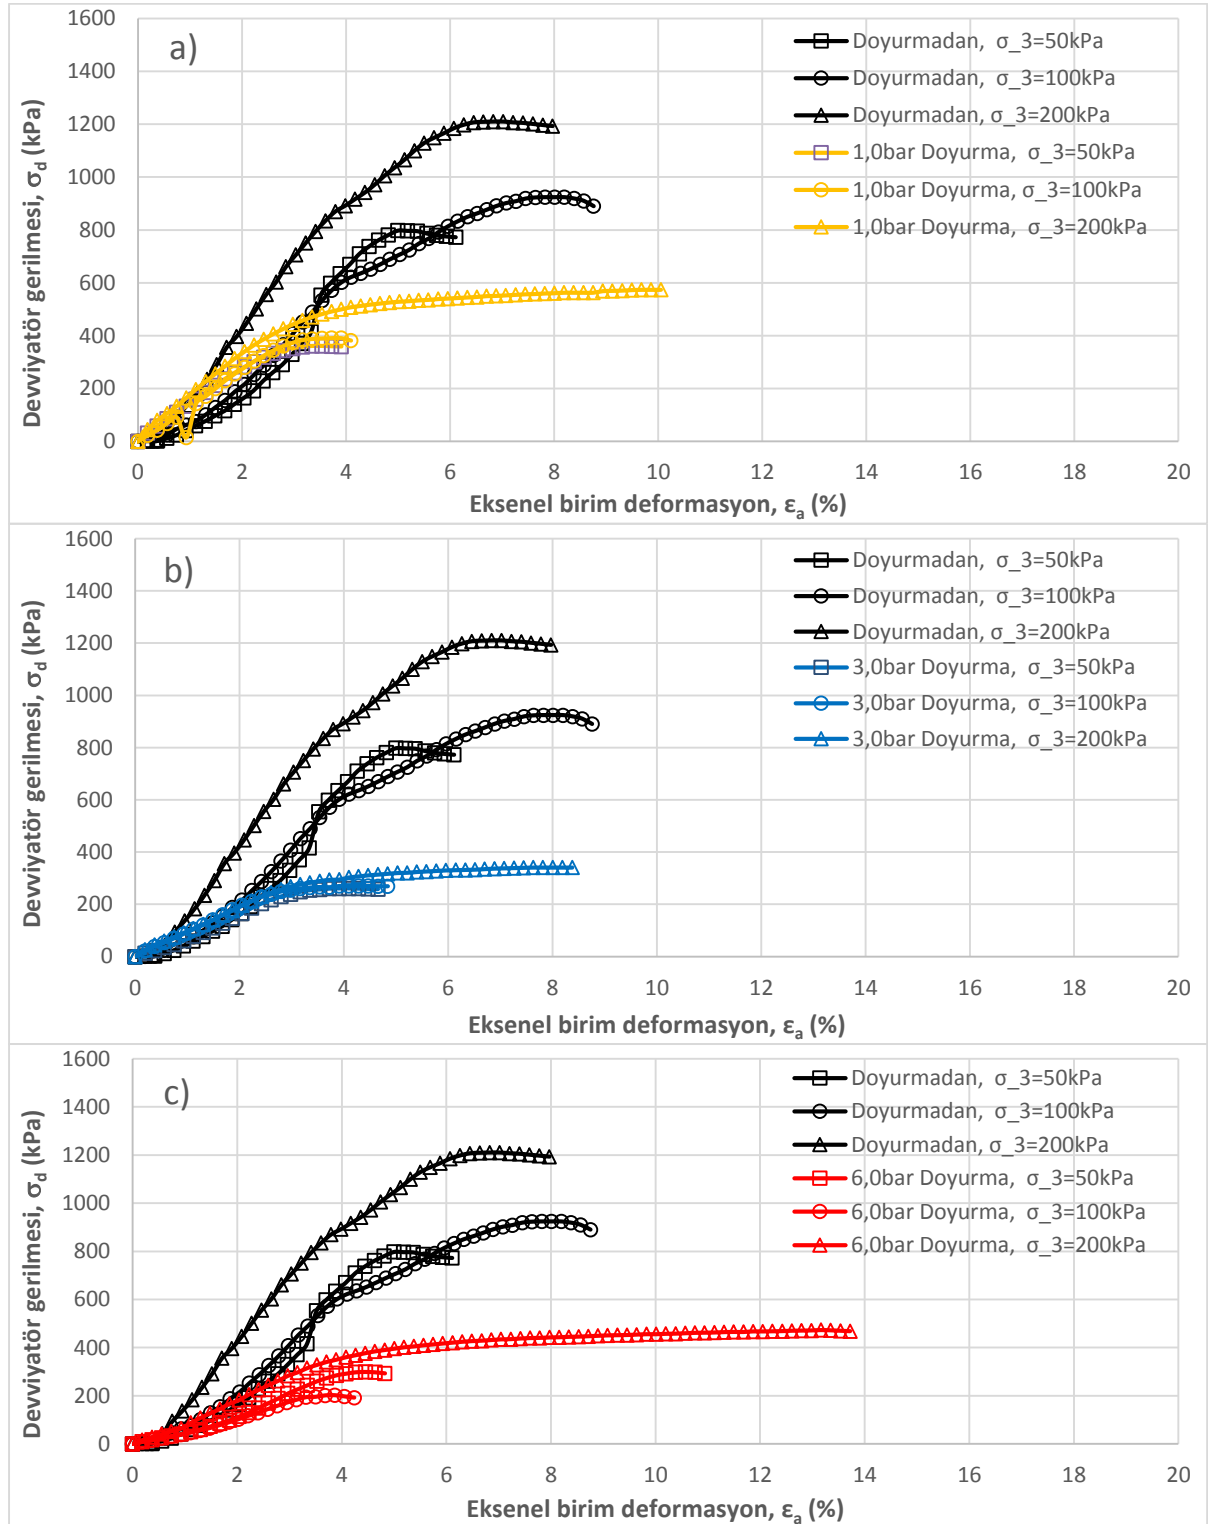 a)
Devviyatör gerilmesi, σd (kPa)
1600
1400
1200
1000
800
600
400
200
0
Doyurmadan, σ_3=50kPa
Doyurmadan, σ_3=100kPa
Doyurmadan, σ_3=200kPa
1,0bar Doyurma, σ_3=50kPa
1,0bar Doyurma, σ_3=100kPa
1,0bar Doyurma, σ_3=200kPa
0 2 4 6 8 10 12 14 16 18 20
Eksenel birim deformasyon, εa (%)
b)
Devviyatör gerilmesi, σd (kPa)
1600
1400
1200
1000
800
600
400
200
0
Doyurmadan, σ_3=50kPa
Doyurmadan, σ_3=100kPa
Doyurmadan, σ_3=200kPa
3,0bar Doyurma, σ_3=50kPa
3,0bar Doyurma, σ_3=100kPa
3,0bar Doyurma, σ_3=200kPa
0 2 4 6 8 10 12 14 16 18 20
Eksenel birim deformasyon, εa (%)
c)
Devviyatör gerilmesi, σd (kPa)
1600
1400
1200
1000
800
600
400
200
0
Doyurmadan, σ_3=50kPa
Doyurmadan, σ_3=100kPa
Doyurmadan, σ_3=200kPa
6,0bar Doyurma, σ_3=50kPa
6,0bar Doyurma, σ_3=100kPa
6,0bar Doyurma, σ_3=200kPa
0 2 4 6 8 10 12 14 16 18 20
Eksenel birim deformasyon, εa (%)